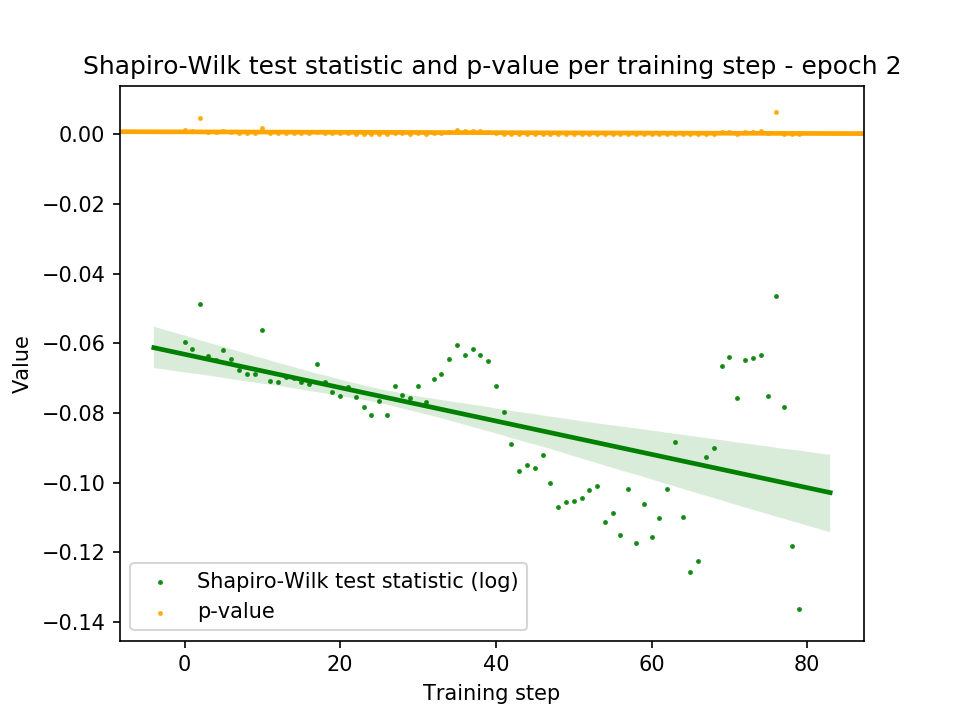 Shapiro-Wilk test statistic and p-value per training step - epoch 2
0.00
−0.02
−0.04
−0.06
−0.08
−0.10
−0.12
−0.14
Value
Shapiro-Wilk test statistic (log)
p-value
0 20 40 60 80
Training step